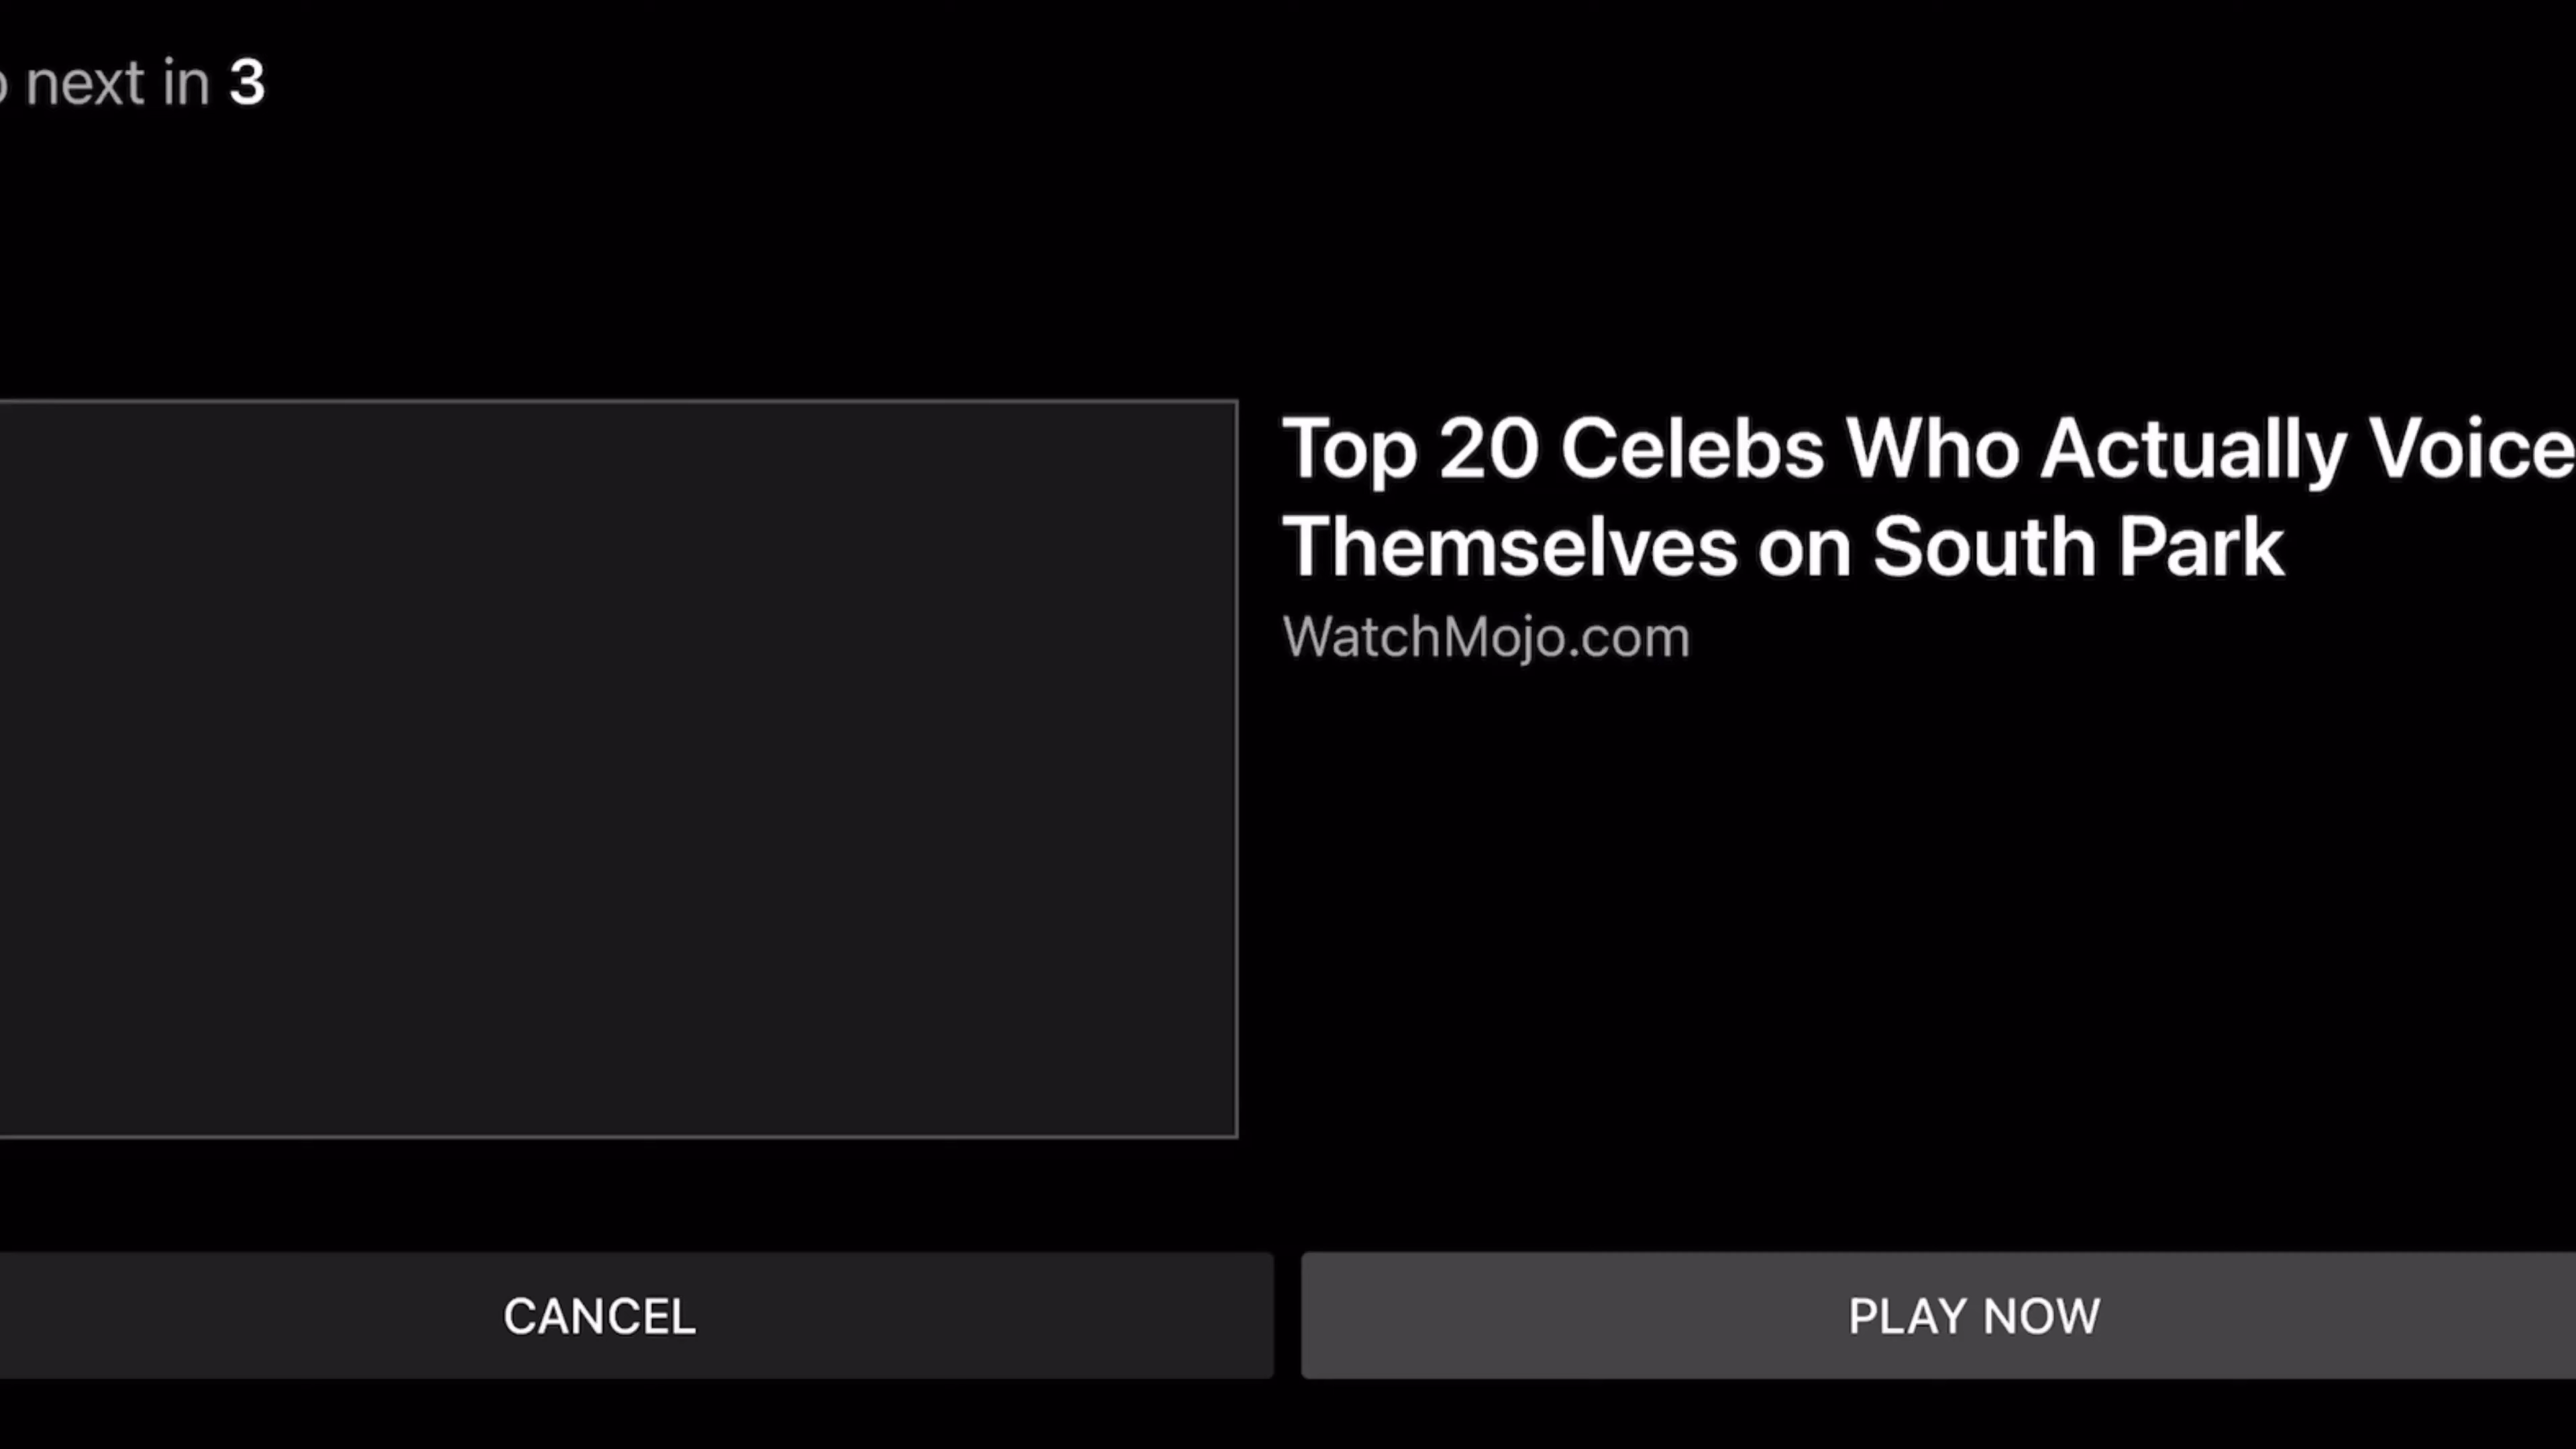 next in 3
Top 20 Celebs Who Actually Voice
Themselves on South Park
WatchMojo.com
CANCEL
PLAY NOW